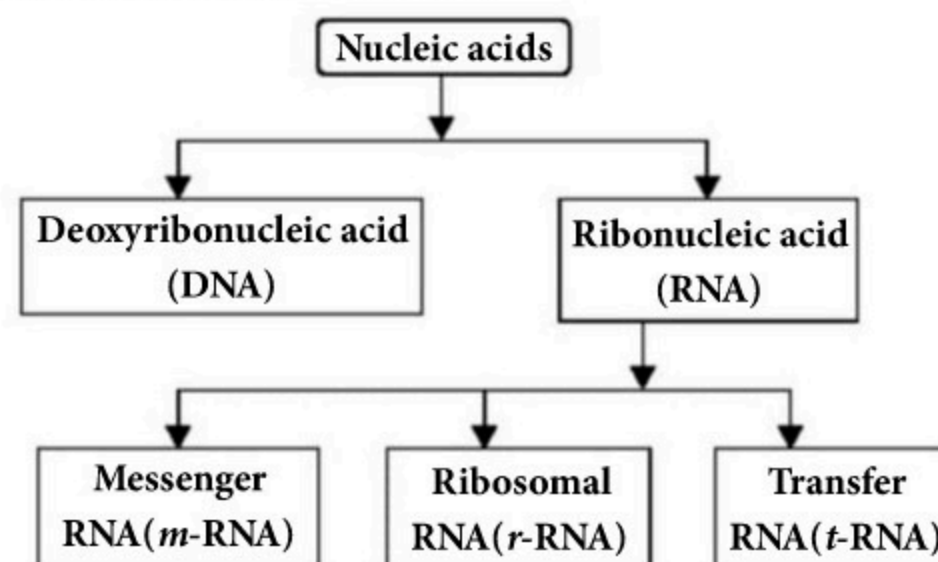 Nucleic acids
Deoxyribonucleic acid
(DNA)
Ribonucleic acid
(RNA)
Messenger
RNA(m-RNA)
Ribosomal
RNA(r-RNA)
Transfer
RNA(t-RNA)